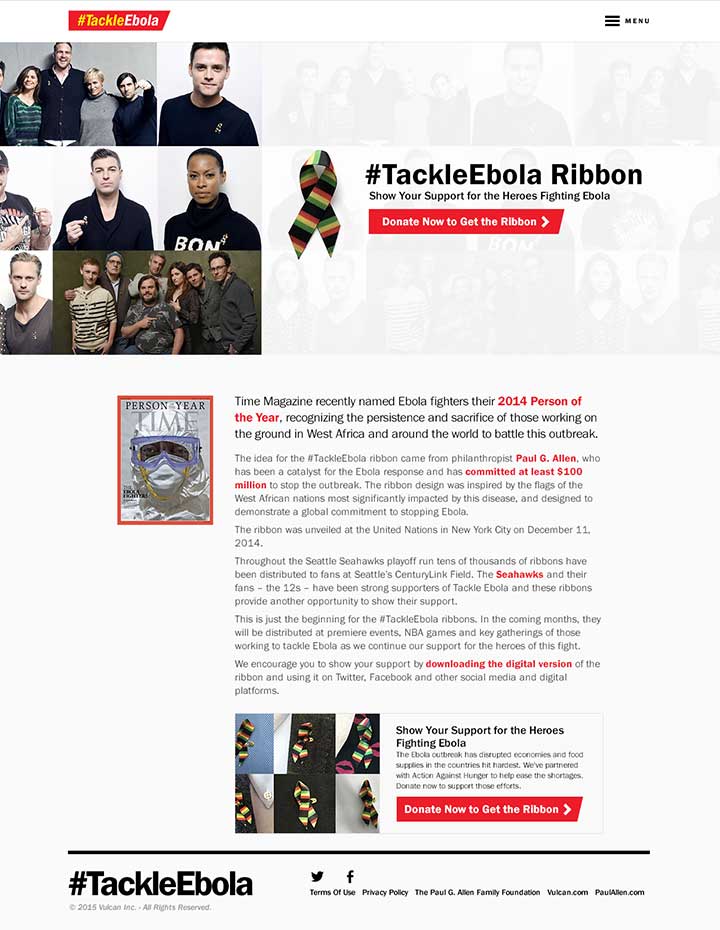 #TackleEbola
MENU
#TackleEbola Ribbon
Show Your Support for the Heroes Fighting Ebola
Donate Now to Get the Ribbon
BON
PERSON OF THE YEAR
TIME
THE
EBOLA
FIGHTERS
Time Magazine recently named Ebola fighters their 2014 Person of
the Year, recognizing the persistence and sacrifice of those working on
the ground in West Africa and around the world to battle this outbreak.
The idea for the #TackleEbola ribbon came from philanthropist Paul G. Allen, who
has been a catalyst for the Ebola response and has committed at least $100
million to stop the outbreak. The ribbon design was inspired by the flags of the
West African nations most significantly impacted by this disease, and designed to
demonstrate a global commitment to stopping Ebola.
The ribbon was unveiled at the United Nations in New York City on December 11,
2014.
Throughout the Seattle Seahawks playoff run tens of thousands of ribbons have
been distributed to fans at Seattle's CenturyLink Field. The Seahawks and their
fans – the 12s – have been strong supporters of Tackle Ebola and these ribbons
provide another opportunity to show their support.
This is just the beginning for the #TackleEbola ribbons. In the coming months, they
will be distributed at premiere events, NBA games and key gatherings of those
working to tackle Ebola as we continue our support for the heroes of this fight.
We encourage you to show your support by downloading the digital version of the
ribbon and using it on Twitter, Facebook and other social media and digital
platforms.
Show Your Support for the Heroes
Fighting Ebola
The Ebola outbreak has disrupted economies and food
supplies in the countries hit hardest. We've partnered
with Action Against Hunger to help ease the shortages.
Donate now to support those efforts.
Donate Now to Get the Ribbon
#TackleEbola
Terms Of Use Privacy Policy The Paul G. Allen Family Foundation Vulcan.com PaulAllen.com
© 2015 Vulcan Inc. - All Rights Reserved.